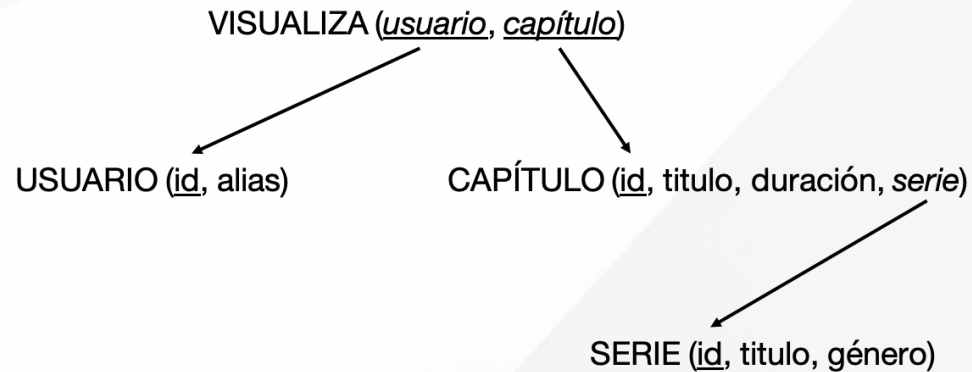 VISUALIZA (usuario, capítulo)
USUARIO (id, alias)
CAPÍTULO (id, titulo, duración, serie)
SERIE (id, titulo, género)